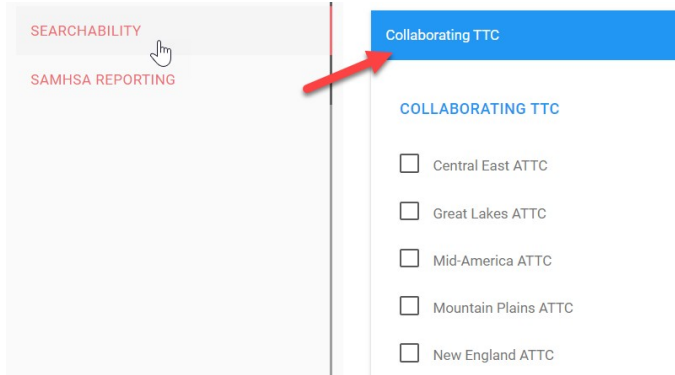 SEARCHABILITY
SAMHSA REPORTING
Collaborating TTC
COLLABORATING TTC
Central East ATTC
Great Lakes ATTC
Mid-America ATTC
Mountain Plains ATTC
New England ATTC